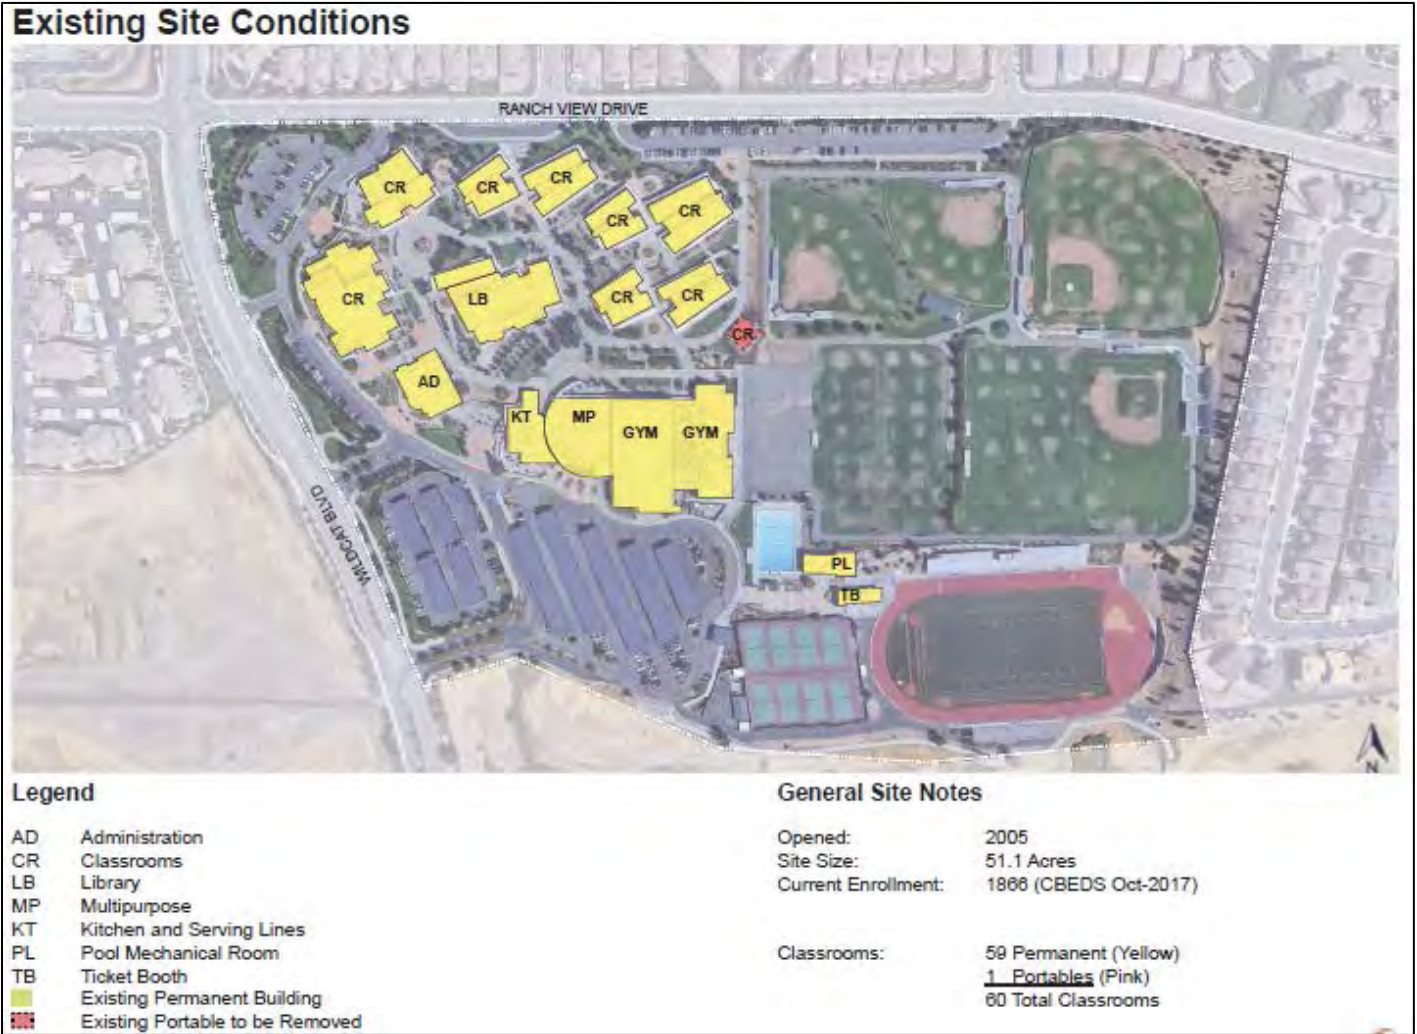 Existing Site Conditions
RANCH VIEW DRIVE
CR
CR
CR
CR
CR
CR
LB
CR
CR
CR
AD
KT
MP
GYM
GYM
WILDCAT BLVD
PL
TB
N
Legend
AD Administration
CR Classrooms
LB Library
MP Multipurpose
KT Kitchen and Serving Lines
PL Pool Mechanical Room
TB Ticket Booth
Existing Permanent Building
Existing Portable to be Removed
General Site Notes
Opened: 2005
Site Size: 51.1 Acres
Current Enrollment: 1866 (CBEDS Oct-2017)
Classrooms: 59 Permanent (Yellow)
1 Portables (Pink)
60 Total Classrooms